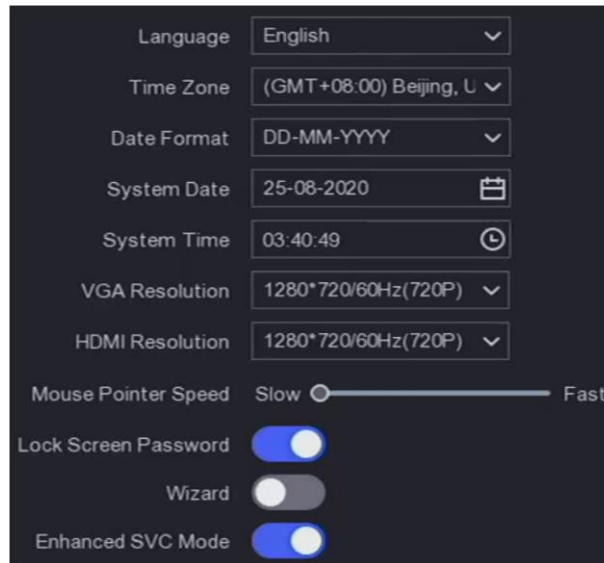 Language English
Time Zone (GMT+08:00) Beijing, U
Date Format DD-MM-YYYY
System Date 25-08-2020
System Time 03:40:49
VGA Resolution 1280*720/60Hz(720P)
HDMI Resolution 1280*720/60Hz(720P)
Mouse Pointer Speed Slow Fast
Lock Screen Password
Wizard
Enhanced SVC Mode